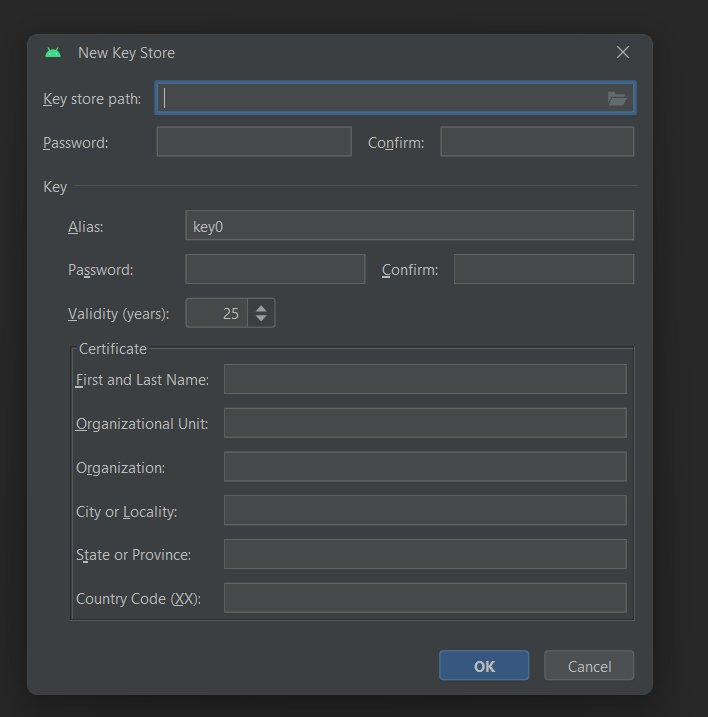 New Key Store
Key store path:
Password: Confirm:
Key
Alias: key0
Password: Confirm:
Validity (years): 25
Certificate
First and Last Name:
Organizational Unit:
Organization:
City or Locality:
State or Province:
Country Code (XX):
OK Cancel